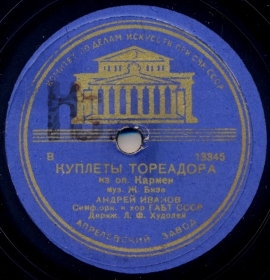 КОМИТЕТ ПО ДЕЛАМ ИСКУССТВ ПРИ СНК СССР
В 13845
КУПЛЕТЫ ТОРЕАДОРА
из оп. Кармен
муз. Ж. Бизе
АНДРЕЙ ИВАНОВ
Симф. орк. и хор ГАБТ СССР
Дириж. Л. Ф. Худолей
АПРЕЛЕВСКИЙ ЗАВОД